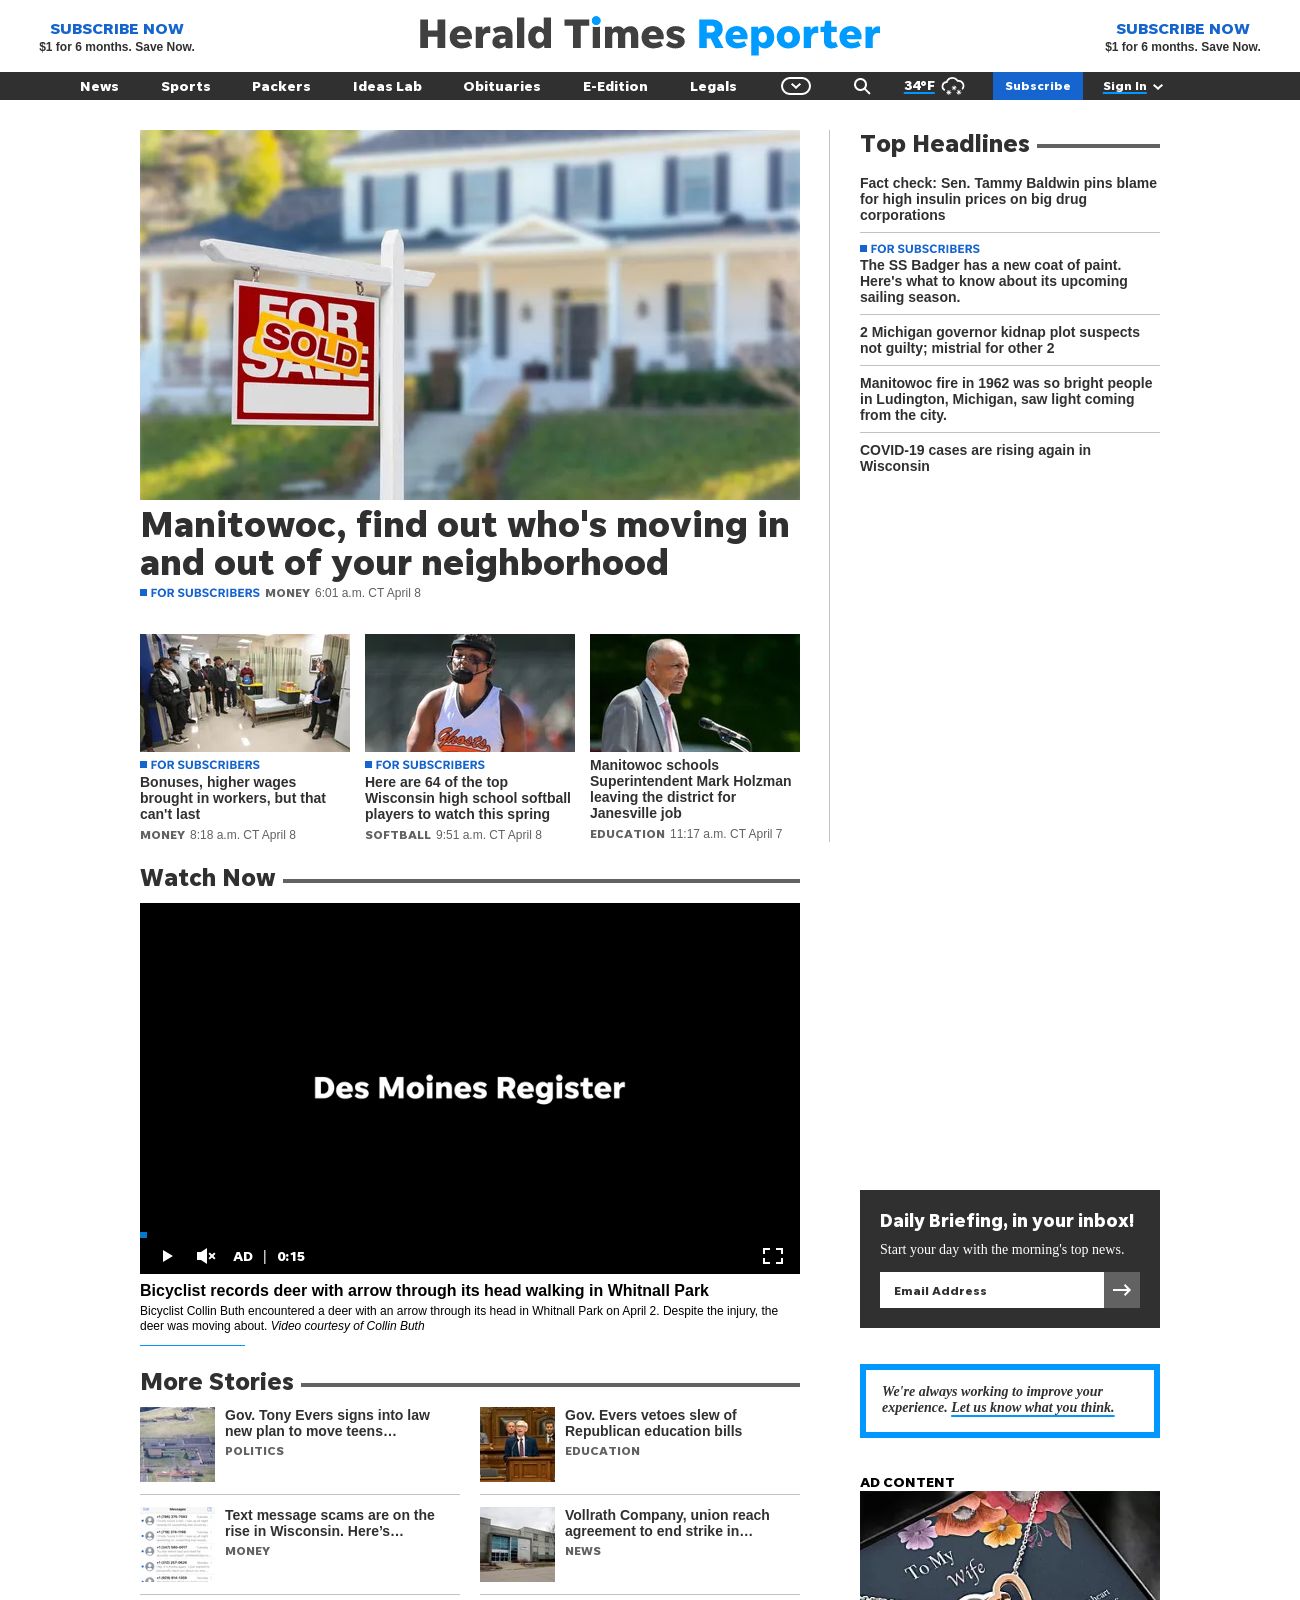 SUBSCRIBE NOW
$1 for 6 months. Save Now.
Herald Times Reporter
SUBSCRIBE NOW
$1 for 6 months. Save Now.
News
Sports
Packers
Ideas Lab
Obituaries
E-Edition
Legals
34°F
Subscribe
Sign In
FOR
SALE
SOLD
Manitowoc, find out who's moving in
and out of your neighborhood
FOR SUBSCRIBERS MONEY 6:01 a.m. CT April 8
Ghosts
FOR SUBSCRIBERS
Bonuses, higher wages
brought in workers, but that
can't last
MONEY 8:18 a.m. CT April 8
FOR SUBSCRIBERS
Here are 64 of the top
Wisconsin high school softball
players to watch this spring
SOFTBALL 9:51 a.m. CT April 8
Manitowoc schools
Superintendent Mark Holzman
leaving the district for
Janesville job
EDUCATION 11:17 a.m. CT April 7
Top Headlines
Fact check: Sen. Tammy Baldwin pins blame
for high insulin prices on big drug
corporations
FOR SUBSCRIBERS
The SS Badger has a new coat of paint.
Here's what to know about its upcoming
sailing season.
2 Michigan governor kidnap plot suspects
not guilty; mistrial for other 2
Manitowoc fire in 1962 was so bright people
in Ludington, Michigan, saw light coming
from the city.
COVID-19 cases are rising again in
Wisconsin
Watch Now
Des Moines Register
AD | 0:15
Bicyclist records deer with arrow through its head walking in Whitnall Park
Bicyclist Collin Buth encountered a deer with an arrow through its head in Whitnall Park on April 2. Despite the injury, the
deer was moving about. Video courtesy of Collin Buth
Daily Briefing, in your inbox!
Start your day with the morning's top news.
Email Address
We're always working to improve your
experience. Let us know what you think.
More Stories
Gov. Tony Evers signs into law
new plan to move teens…
POLITICS
Gov. Evers vetoes slew of
Republican education bills
EDUCATION
Messages
Text message scams are on the
rise in Wisconsin. Here’s…
MONEY
Vollrath Company, union reach
agreement to end strike in…
NEWS
AD CONTENT
To My
Wife
heart